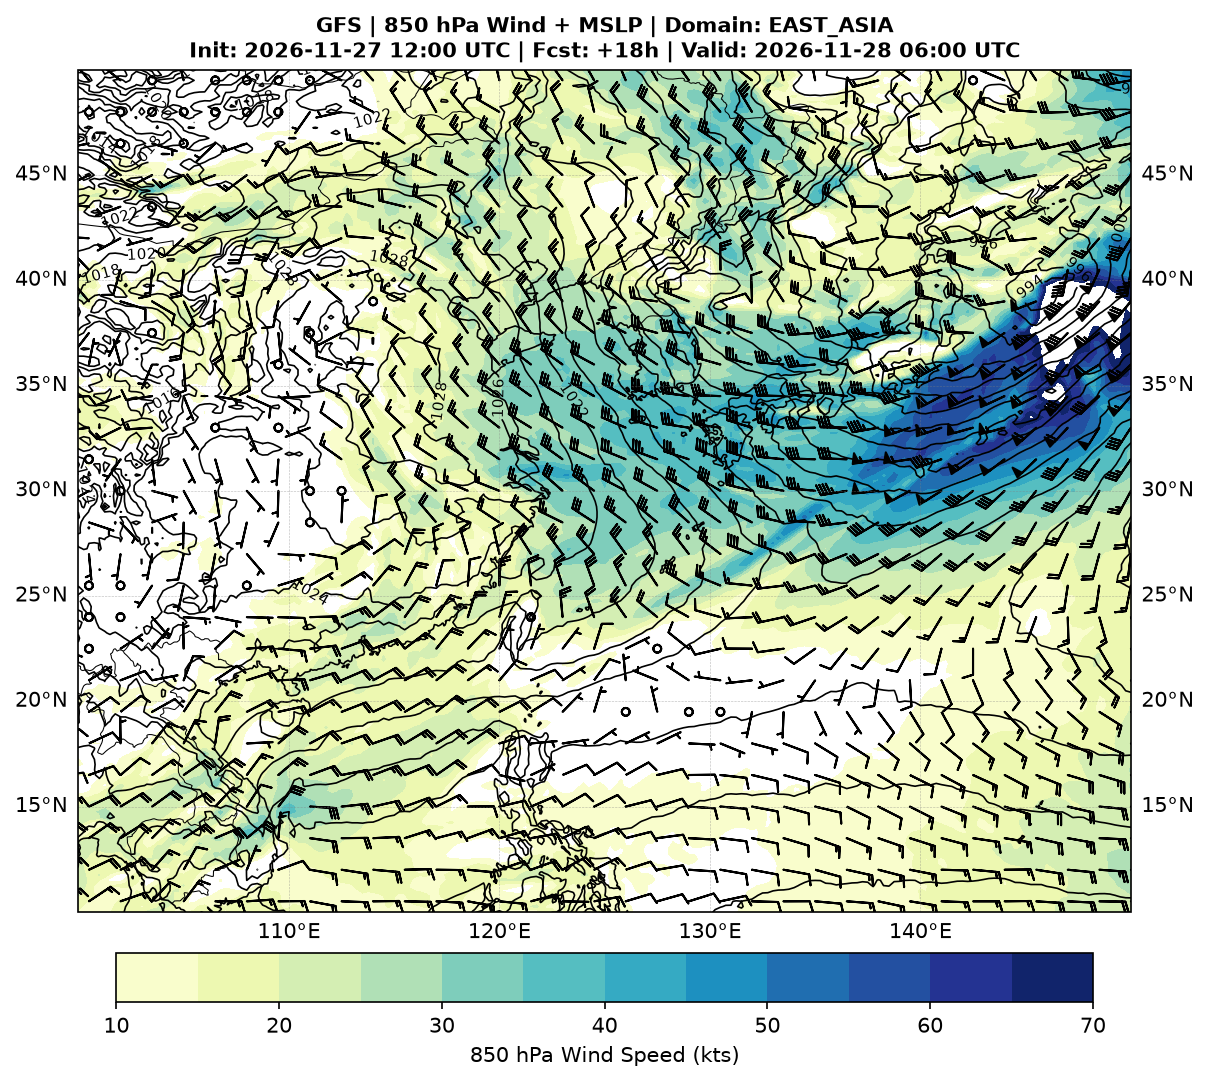 GFS | 850 hPa Wind + MSLP | Domain: EAST_ASIA
Init: 2026-11-27 12:00 UTC | Fcst: +18h | Valid: 2026-11-28 06:00 UTC
1022
45°N 45°N
1022
1020
1018
1028
1028
996
994
40°N 40°N
1028
1016
1022
1016
35°N 35°N
30°N 30°N
1024
25°N 25°N
20°N 20°N
15°N 15°N
110°E 120°E 130°E 140°E
10 20 30 40 50 60 70
850 hPa Wind Speed (kts)